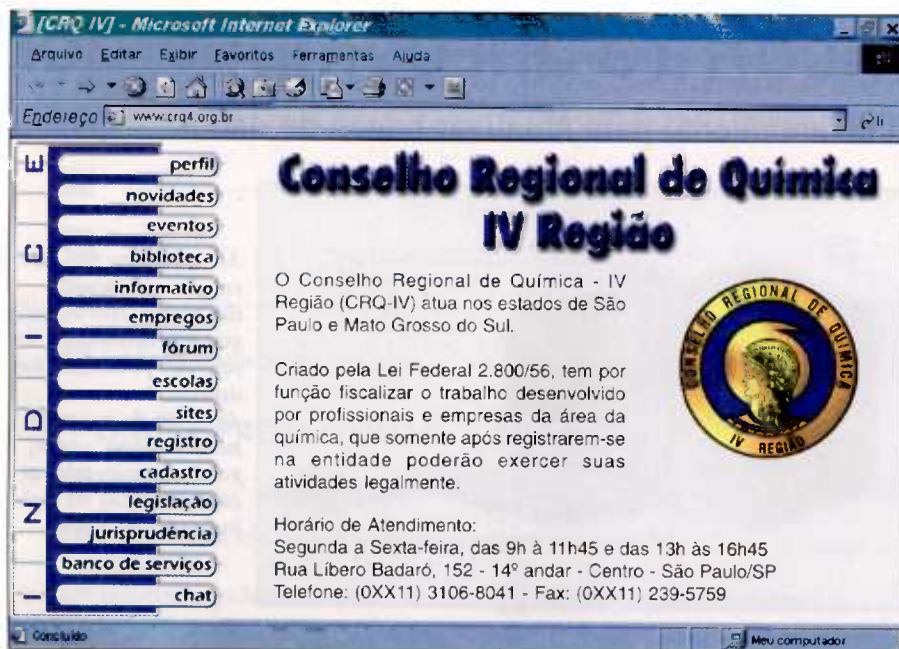 [CRQ IV] - Microsoft Internet Explorer
Arquivo Editar Exibir Favoritos Ferramentas Ajuda
Endereço www.crq4.org.br
ÍNDICE
perfil
novidades
eventos
biblioteca
informativo
empregos
fórum
escolas
sites
registro
cadastro
legislação
jurisprudência
banco de serviços
chat
Conselho Regional de Química
IV Região
O Conselho Regional de Química - IV
Região (CRQ-IV) atua nos estados de São
Paulo e Mato Grosso do Sul.
Criado pela Lei Federal 2.800/56, tem por
função fiscalizar o trabalho desenvolvido
por profissionais e empresas da área da
química, que somente após registrarem-se
na entidade poderão exercer suas
atividades legalmente.
CONSELHO REGIONAL DE QUIMICA
IV REGIÃO
Horário de Atendimento:
Segunda a Sexta-feira, das 9h à 11h45 e das 13h às 16h45
Rua Líbero Badaró, 152 - 14º andar - Centro - São Paulo/SP
Telefone: (0XX11) 3106-8041 - Fax: (0XX11) 239-5759
Concluído
Meu computador